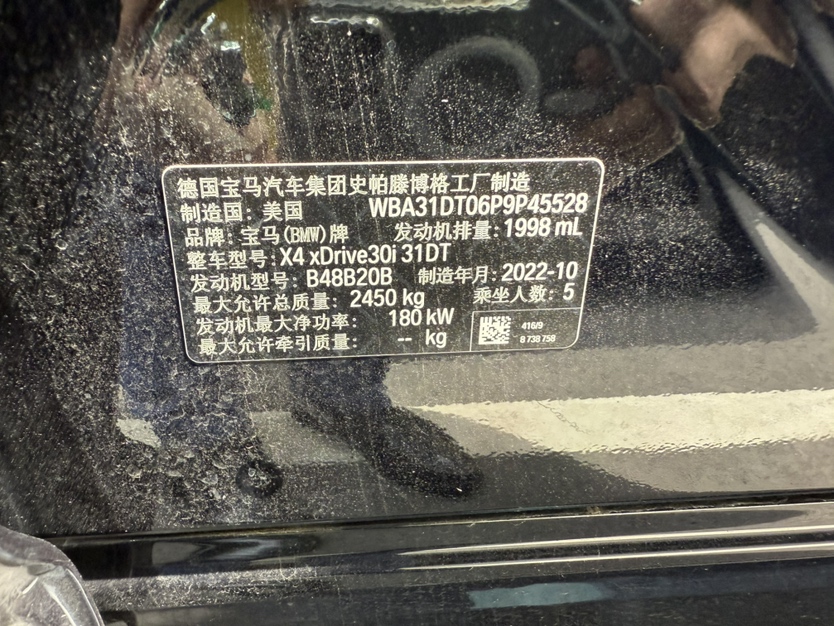 德国宝马汽车集团史帕滕博格工厂制造
制造国: 美国 WBA31DT06P9P45528
品牌: 宝马(BMW)牌 发动机排量: 1998 mL
整车型号: X4 xDrive30i 31DT
发动机型号: B48B20B 制造年月: 2022-10
最大允许总质量: 2450 kg 乘坐人数: 5
发动机最大净功率: 180 kW
最大允许牵引质量: -- kg
416/9
8 738 758